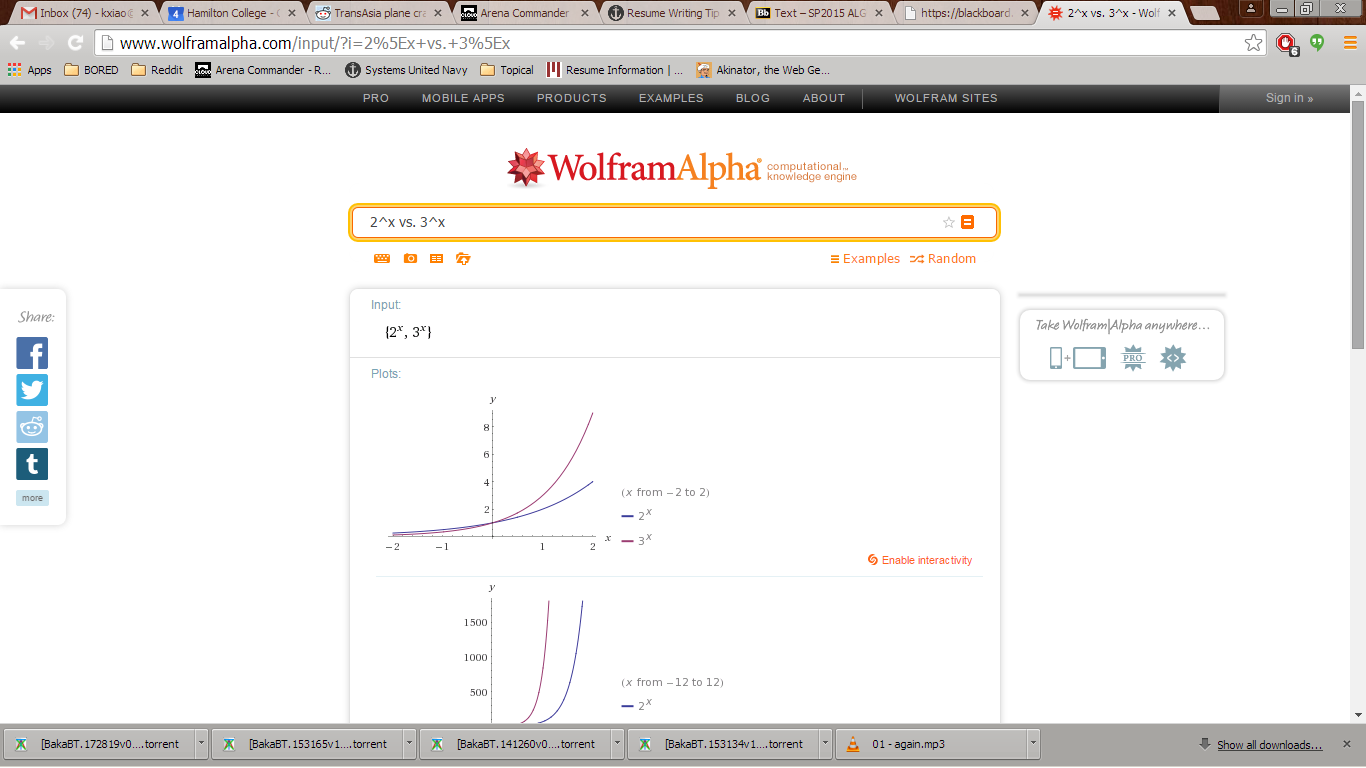 Inbox (74) - kxiao@
Hamilton College - 
TransAsia plane cra
Arena Commander
Resume Writing Tip
Text – SP2015 ALG
https://blackboard.
2^x vs. 3^x - Wolf
www.wolframalpha.com/input/?i=2%5Ex+vs.+3%5Ex
6
Apps BORED Reddit Arena Commander - R... Systems United Navy Topical Resume Information | ... Akinator, the Web Ge...
PRO MOBILE APPS PRODUCTS EXAMPLES BLOG ABOUT WOLFRAM SITES Sign in »
WolframAlpha computational...
knowledge engine
2^x vs. 3^x
Examples Random
Share:
more
Input:
{2^x, 3^x}
Take Wolfram|Alpha anywhere...
PRO
Plots:
y
8
6
4
2
−2 −1 1 2 x
(x from −2 to 2)
2^x
3^x
Enable interactivity
y
1500
1000
500
(x from −12 to 12)
2^x
[BakaBT.172819v0....torrent [BakaBT.153165v1....torrent [BakaBT.141260v0....torrent [BakaBT.153134v1....torrent 01 - again.mp3 Show all downloads...